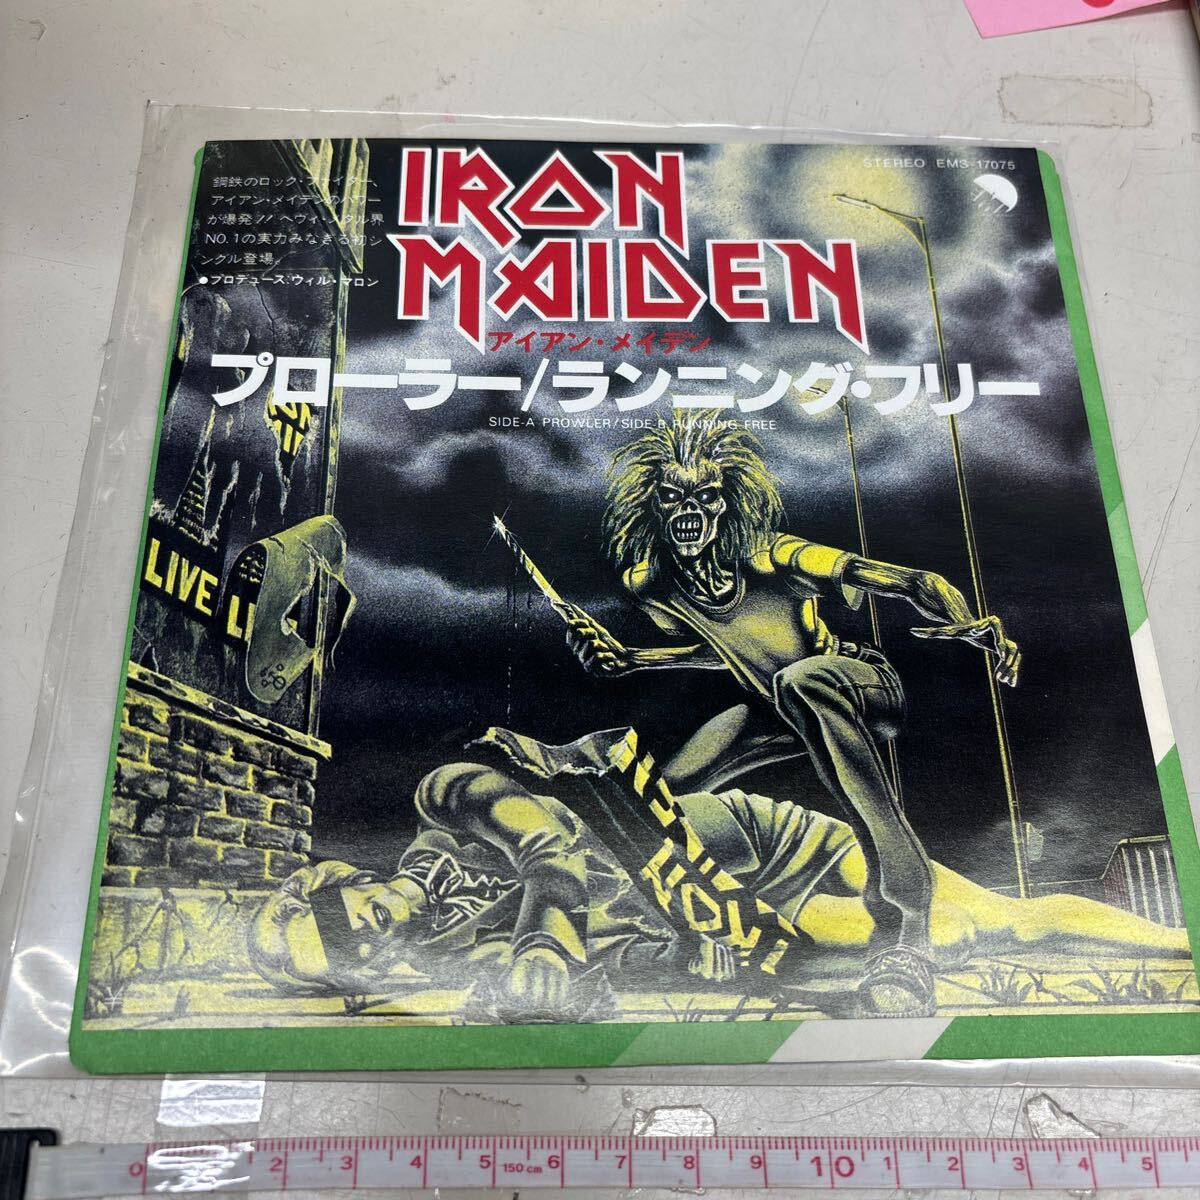 鋼鉄のロック・ファイター、
アイアン・メイデンのパワー
が爆発!! ヘヴィ・メタル界
NO.1の実力みなぎる初シ
ングル登場。
●プロデュース:ウィル・マロン
IRON
MAIDEN
STEREO EMS-17075
アイアン・メイデン
プローラー/ランニング・フリー
SIDE-A PROWLER/SIDE-B RUNNING FREE
LIVE
0 1 2 3 4 5 150cm 6 7 8 9 10 1 2 3 4 5